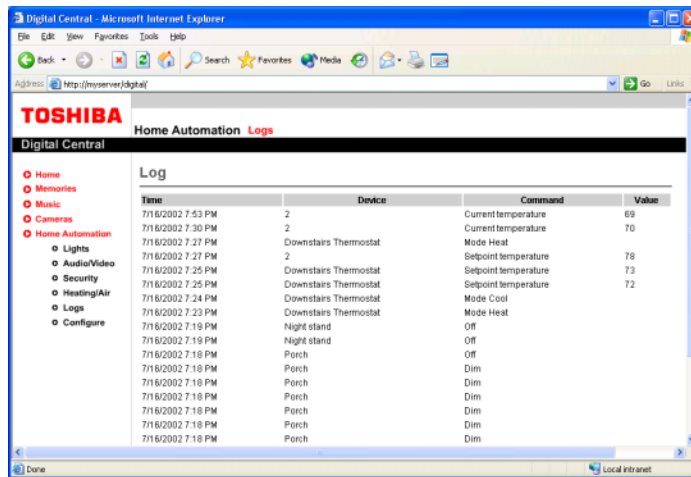 Digital Central - Microsoft Internet Explorer
File Edit View Favorites Tools Help
Back Search Favorites Media
Address http://myserver/digital/ Go Links
TOSHIBA
Home Automation Logs
Digital Central
Home
Memories
Music
Cameras
Home Automation
Lights
Audio/Video
Security
Heating/Air
Logs
Configure
Log
Time Device Command Value
7/16/2002 7:53 PM 2 Current temperature 69
7/16/2002 7:30 PM 2 Current temperature 70
7/16/2002 7:27 PM Downstairs Thermostat Mode Heat
7/16/2002 7:27 PM 2 Setpoint temperature 78
7/16/2002 7:25 PM Downstairs Thermostat Setpoint temperature 73
7/16/2002 7:25 PM Downstairs Thermostat Setpoint temperature 72
7/16/2002 7:24 PM Downstairs Thermostat Mode Cool
7/16/2002 7:23 PM Downstairs Thermostat Mode Heat
7/16/2002 7:19 PM Night stand Off
7/16/2002 7:19 PM Night stand Off
7/16/2002 7:18 PM Porch Off
7/16/2002 7:18 PM Porch Dim
7/16/2002 7:18 PM Porch Dim
7/16/2002 7:18 PM Porch Dim
7/16/2002 7:18 PM Porch Dim
7/16/2002 7:18 PM Porch Dim
7/16/2002 7:18 PM Porch Dim
Done Local intranet